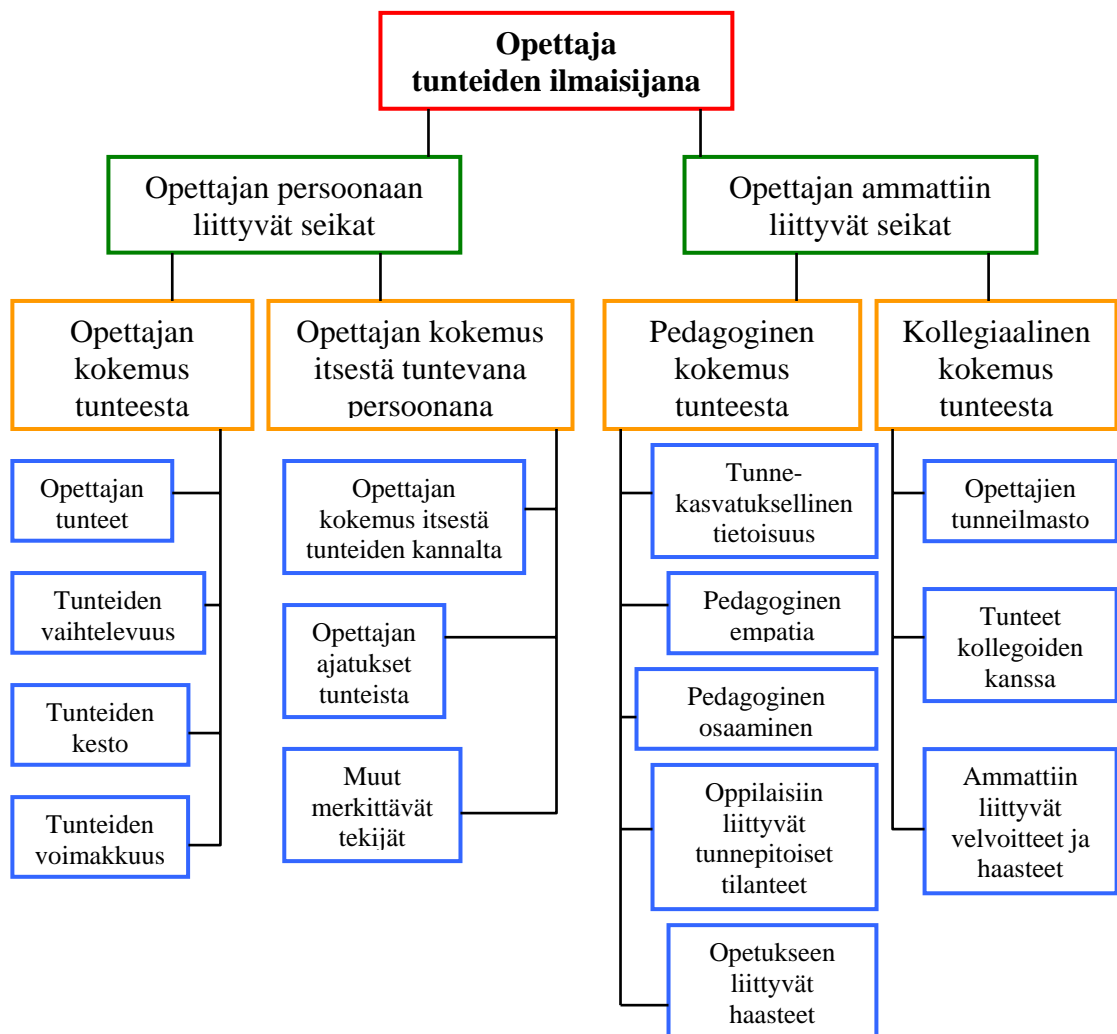 Opettaja
tunteiden ilmaisijana
Opettajan persoonaan
liittyvät seikat
Opettajan ammattiin
liittyvät seikat
Opettajan
kokemus
tunteesta
Opettajan kokemus
itsestä tuntevana
persoonana
Pedagoginen
kokemus
tunteesta
Kollegiaalinen
kokemus
tunteesta
Opettajan
tunteet
Tunteiden
vaihtelevuus
Tunteiden
kesto
Tunteiden
voimakkuus
Opettajan
kokemus itsestä
tunteiden kannalta
Opettajan
ajatukset
tunteista
Muut
merkittävät
tekijät
Tunne-
kasvatuksellinen
tietoisuus
Pedagoginen
empatia
Pedagoginen
osaaminen
Oppilaisiin
liittyvät
tunnepitoiset
tilanteet
Opetukseen
liittyvät
haasteet
Opettajien
tunneilmasto
Tunteet
kollegoiden
kanssa
Ammattiin
liittyvät
velvoitteet ja
haasteet